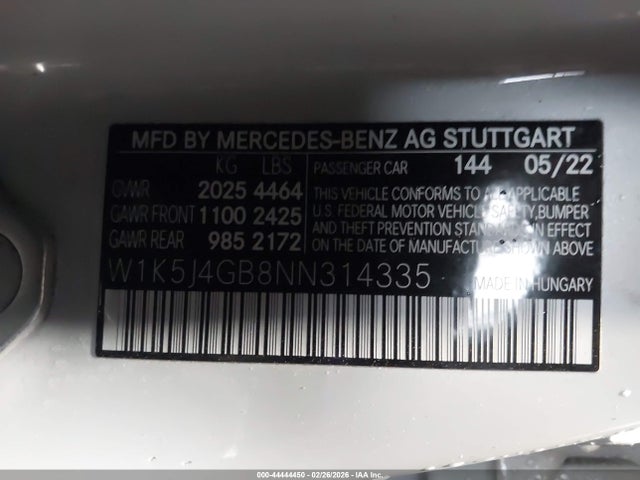 MFD BY MERCEDES-BENZ AG STUTTGART
KG LBS
GVWR 2025 4464
GAWR FRONT 1100 2425
GAWR REAR 985 2172
PASSENGER CAR 144 05/22
THIS VEHICLE CONFORMS TO ALL APPLICABLE
U.S. FEDERAL MOTOR VEHICLE SAFETY, BUMPER
AND THEFT PREVENTION STANDARDS IN EFFECT
ON THE DATE OF MANUFACTURE SHOWN ABOVE
W1K5J4GB8NN314335
MADE IN HUNGARY
000-44444450 - 02/26/2026 - IAA Inc.